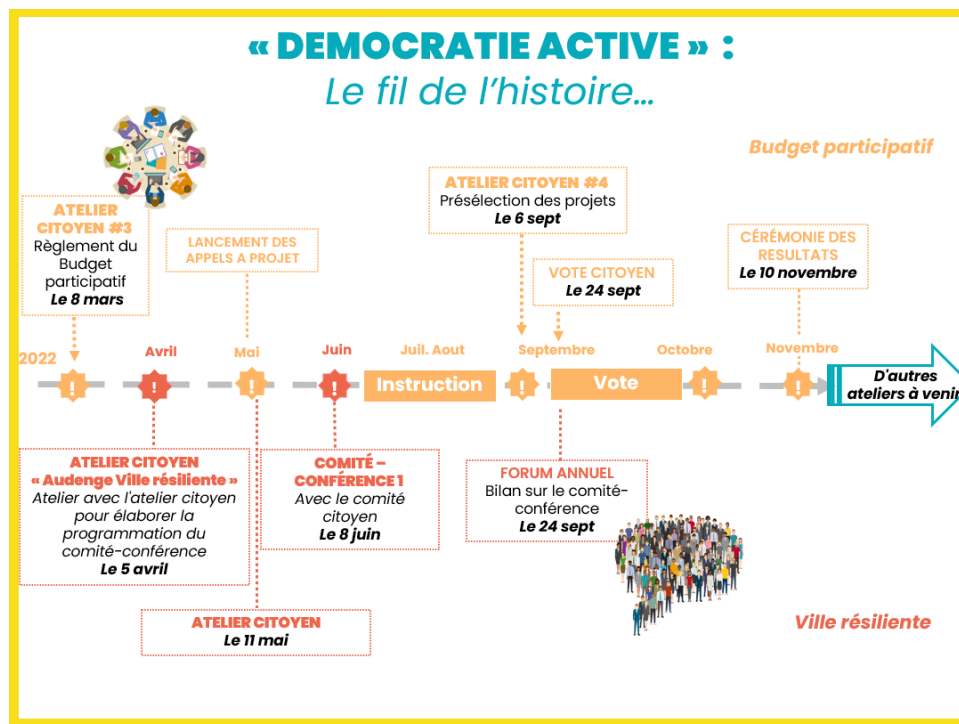 « DEMOCRATIE ACTIVE » :
Le fil de l’histoire…
Budget participatif
ATELIER
CITOYEN #3
Règlement du
Budget
participatif
Le 8 mars
LANCEMENT DES
APPELS A PROJET
ATELIER CITOYEN #4
Présélection des projets
Le 6 sept
VOTE CITOYEN
Le 24 sept
CÉRÉMONIE DES
RESULTATS
Le 10 novembre
2022
Avril
Mai
Juin
Juil. Aout
Septembre
Octobre
Novembre
!
!
!
!
Instruction
!
Vote
!
!
D'autres
ateliers à venir
ATELIER CITOYEN
« Audenge Ville résiliente »
Atelier avec l'atelier citoyen
pour élaborer la
programmation du
comité-conférence
Le 5 avril
COMITÉ –
CONFÉRENCE 1
Avec le comité
citoyen
Le 8 juin
FORUM ANNUEL
Bilan sur le comité-
conférence
Le 24 sept
ATELIER CITOYEN
Le 11 mai
Ville résiliente